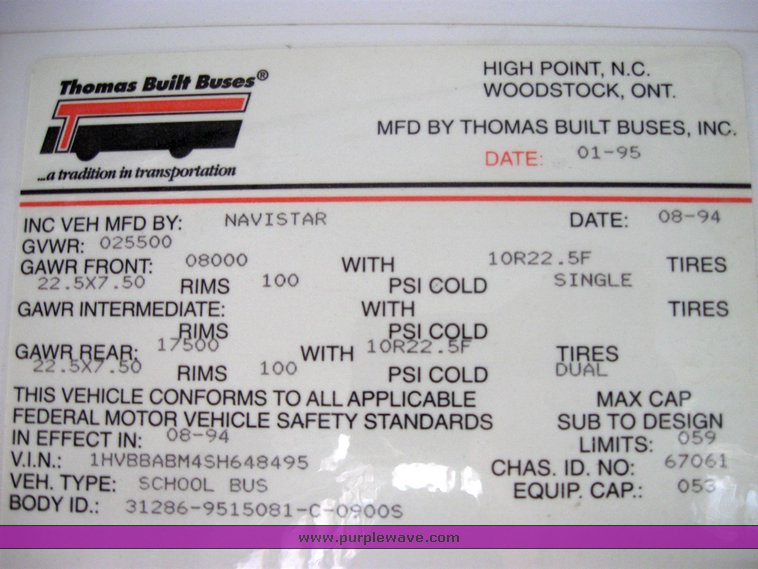 Thomas Built Buses®
T
...a tradition in transportation
HIGH POINT, N.C.
WOODSTOCK, ONT.
MFD BY THOMAS BUILT BUSES, INC.
DATE: 01-95
INC VEH MFD BY: NAVISTAR DATE: 08-94
GVWR: 025500
GAWR FRONT: 08000 WITH 10R22.5F TIRES
22.5X7.50 RIMS 100 PSI COLD SINGLE
GAWR INTERMEDIATE: WITH TIRES
RIMS PSI COLD
GAWR REAR: 17500 WITH 10R22.5F TIRES
22.5X7.50 RIMS 100 PSI COLD DUAL
THIS VEHICLE CONFORMS TO ALL APPLICABLE MAX CAP
FEDERAL MOTOR VEHICLE SAFETY STANDARDS SUB TO DESIGN
IN EFFECT IN: 08-94 LIMITS: 059
V.I.N.: 1HVBBABM4SH648495 CHAS. ID. NO: 67061
VEH. TYPE: SCHOOL BUS EQUIP. CAP.: 053
BODY ID.: 31286-9515081-C-0900S
www.purplewave.com